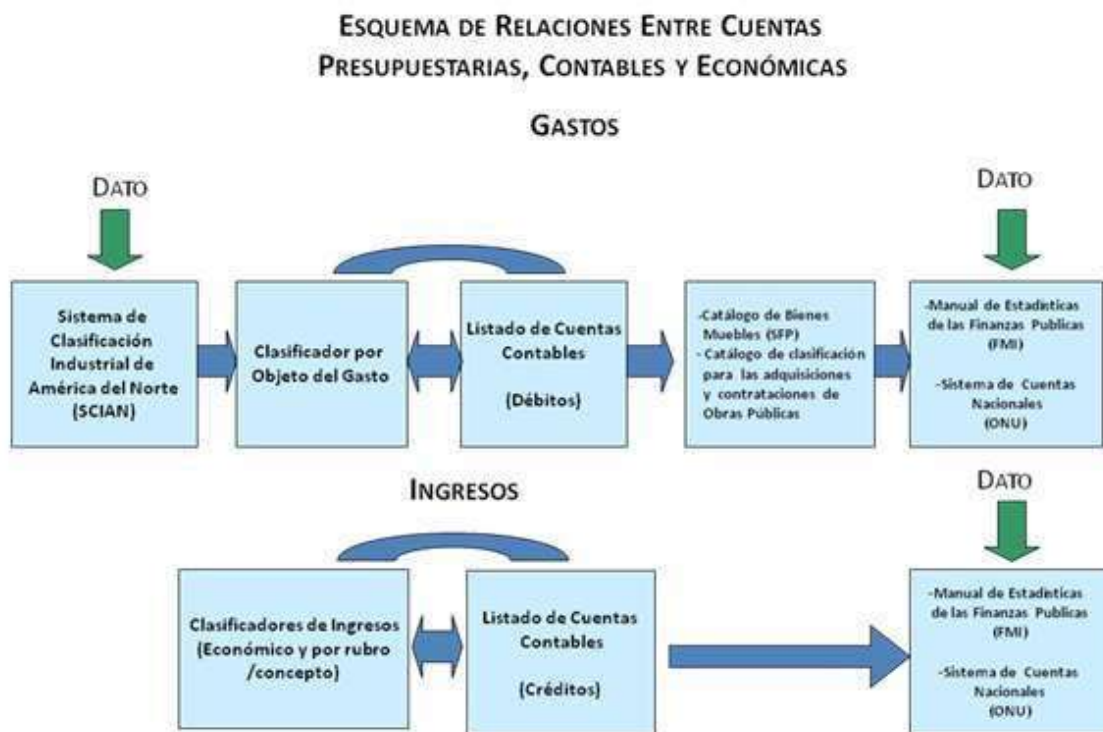 ESQUEMA DE RELACIONES ENTRE CUENTAS
PRESUPUESTARIAS, CONTABLES Y ECONÓMICAS
GASTOS
DATO
DATO
Sistema de
Clasificación
Industrial de
América del Norte
(SCIAN)
Clasificador por
Objeto del Gasto
Listado de Cuentas
Contables
(Débitos)
-Catálogo de Bienes
Muebles (SFP)
- Catálogo de clasificación
para las adquisiciones
y contrataciones de
Obras Públicas
-Manual de Estadísticas
de las Finanzas Publicas
(FMI)
-Sistema de Cuentas
Nacionales
(ONU)
INGRESOS
DATO
Clasificadores de Ingresos
(Económico y por rubro
/concepto)
Listado de Cuentas
Contables
(Créditos)
-Manual de Estadísticas
de las Finanzas Publicas
(FMI)
-Sistema de Cuentas
Nacionales
(ONU)